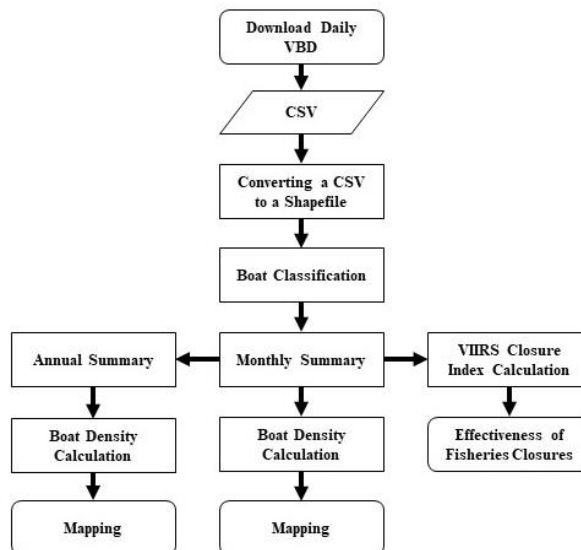 Download Daily
VBD
CSV
Converting a CSV
to a Shapefile
Boat Classification
Annual Summary
Monthly Summary
VIIRS Closure
Index Calculation
Boat Density
Calculation
Boat Density
Calculation
Effectiveness of
Fisheries Closures
Mapping
Mapping